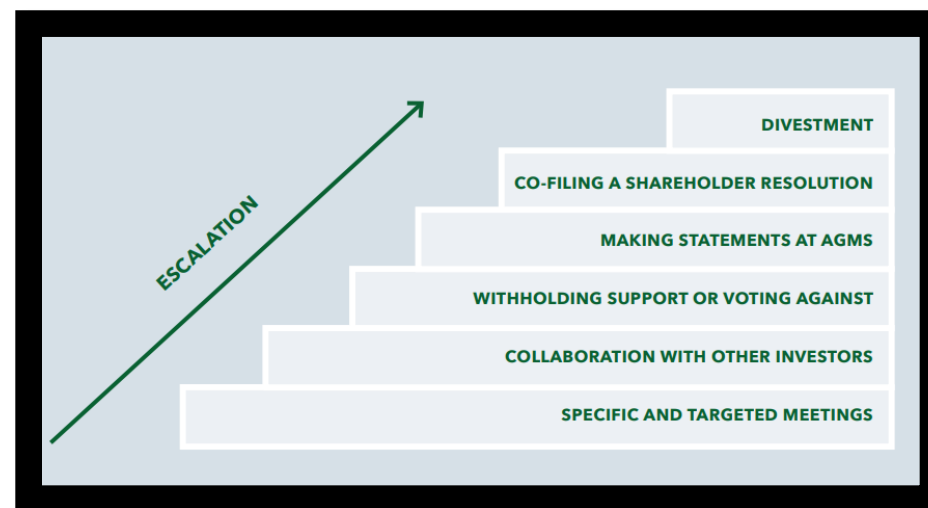 ESCALATION
DIVESTMENT
CO-FILING A SHAREHOLDER RESOLUTION
MAKING STATEMENTS AT AGMS
WITHHOLDING SUPPORT OR VOTING AGAINST
COLLABORATION WITH OTHER INVESTORS
SPECIFIC AND TARGETED MEETINGS